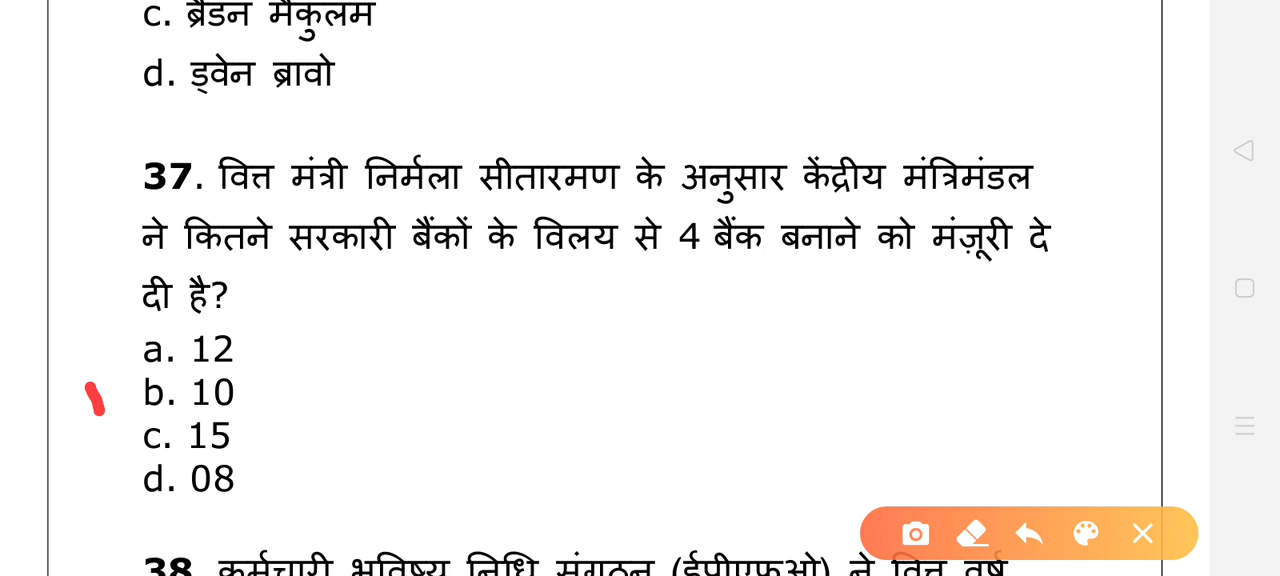 c. ब्रैंडन मैकुलम
d. ड्वेन ब्रावो
37. वित्त मंत्री निर्मला सीतारमण के अनुसार केंद्रीय मंत्रिमंडल
ने कितने सरकारी बैंकों के विलय से 4 बैंक बनाने को मंज़ूरी दे
दी है?
a. 12
b. 10
c. 15
d. 08
38. कर्मचारी भविष्य निधि संगठन (ईपीएफओ) ने वित्त वर्ष